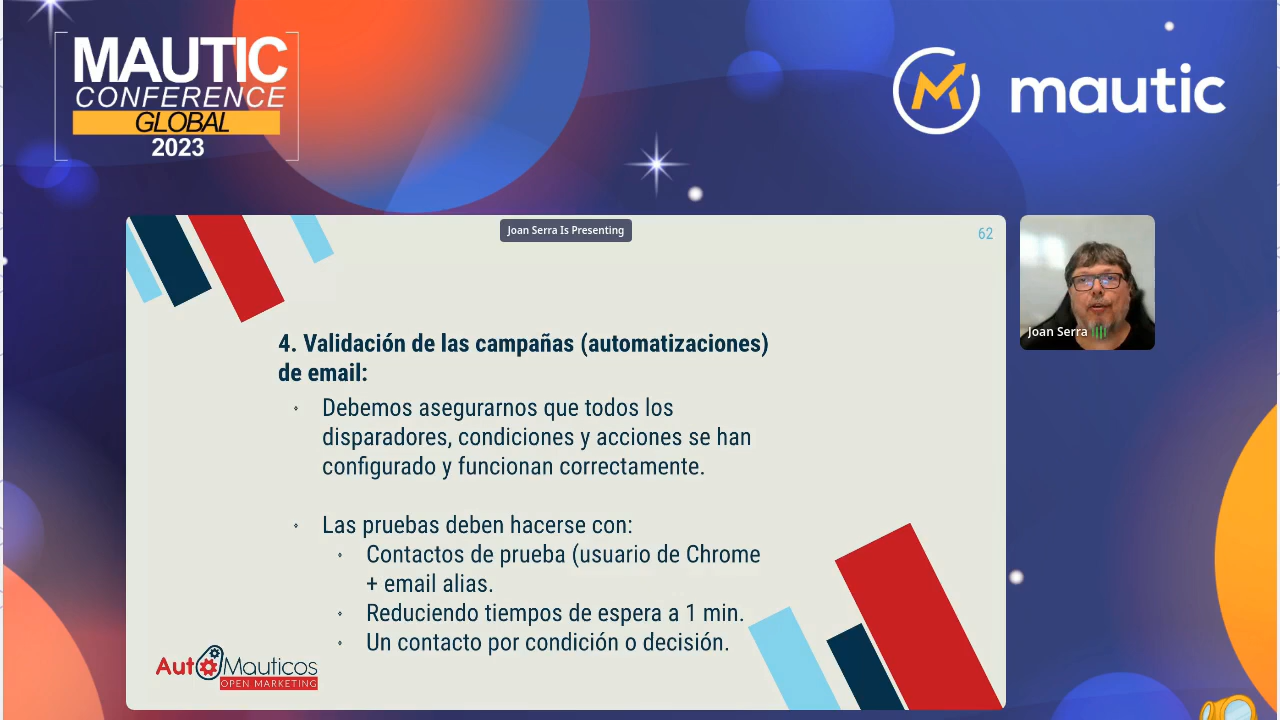 MAUTIC
CONFERENCE
GLOBAL
2023
mautic
Joan Serra Is Presenting
62
4. Validación de las campañas (automatizaciones)
de email:
Debemos asegurarnos que todos los
disparadores, condiciones y acciones se han
configurado y funcionan correctamente.
Las pruebas deben hacerse con:
Contactos de prueba (usuario de Chrome
+ email alias.
Reduciendo tiempos de espera a 1 min.
Un contacto por condición o decisión.
AutoMauticos
OPEN MARKETING
Joan Serra